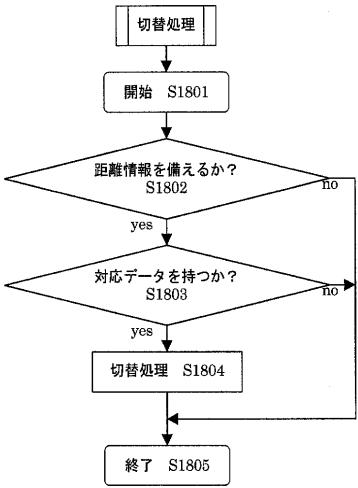 切替処理
開始 S1801
距離情報を備えるか？
S1802
no
yes
対応データを持つか？
S1803
no
yes
切替処理 S1804
終了 S1805